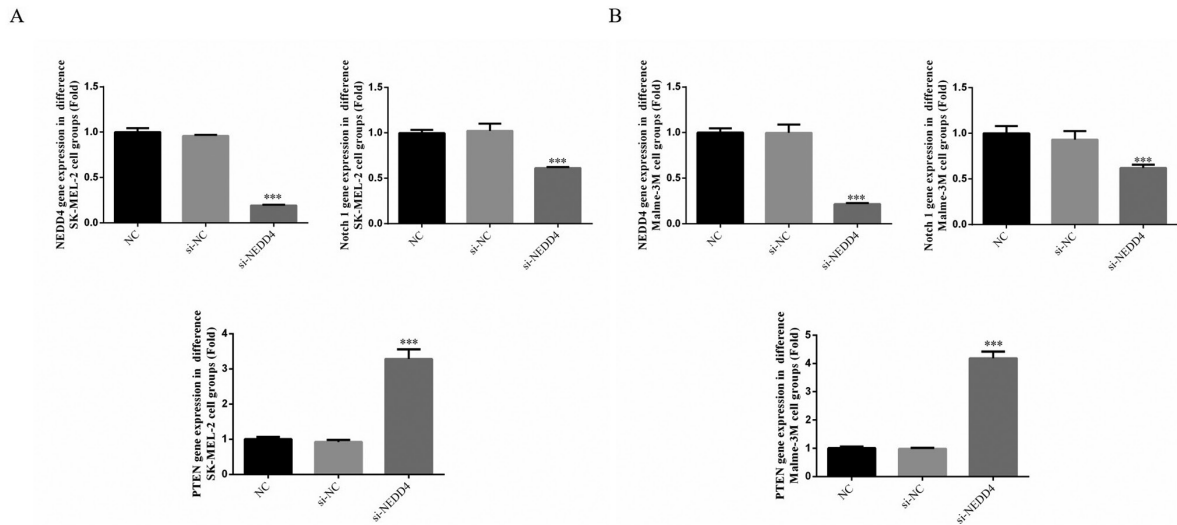 A
B
NEDD4 gene expression in difference
SK-MEL-2 cell groups (Fold)
1.5
1.0
0.5
0.0
***
NC
si-NC
si-NEDD4
Notch 1 gene expression in difference
SK-MEL-2 cell groups (Fold)
1.5
1.0
0.5
0.0
***
NC
si-NC
si-NEDD4
NEDD4 gene expression in difference
Malme-3M cell groups (Fold)
1.5
1.0
0.5
0.0
***
NC
si-NC
si-NEDD4
Notch 1 gene expression in difference
Malme-3M cell groups (Fold)
1.5
1.0
0.5
0.0
***
NC
si-NC
si-NEDD4
PTEN gene expression in difference
SK-MEL-2 cell groups (Fold)
4
3
2
1
0
***
NC
si-NC
si-NEDD4
PTEN gene expression in difference
Malme-3M cell groups (Fold)
5
4
3
2
1
0
***
NC
si-NC
si-NEDD4